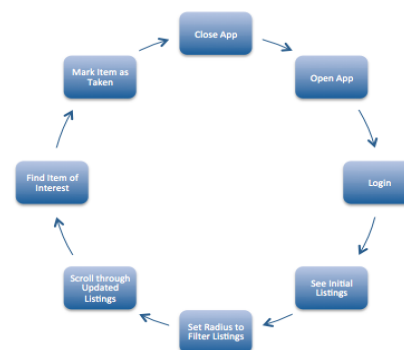 Close App
Open App
Login
See Initial
Listings
Set Radius to
Filter Listings
Scroll through
Updated
Listings
Find Item of
Interest
Mark Item as
Taken